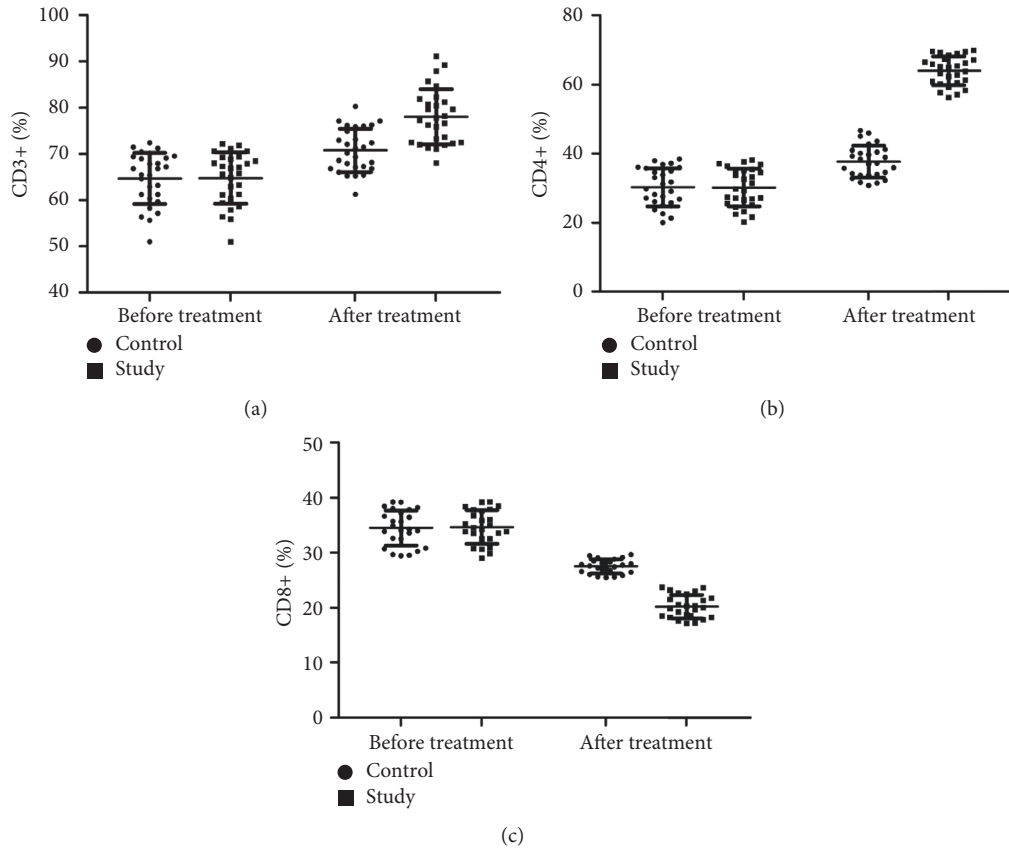 100
90
80
70
60
50
40
CD3+ (%)
Before treatment
After treatment
Control
Study
(a)
80
60
40
20
0
CD4+ (%)
Before treatment
After treatment
Control
Study
(b)
50
40
30
20
10
0
CD8+ (%)
Before treatment
After treatment
Control
Study
(c)